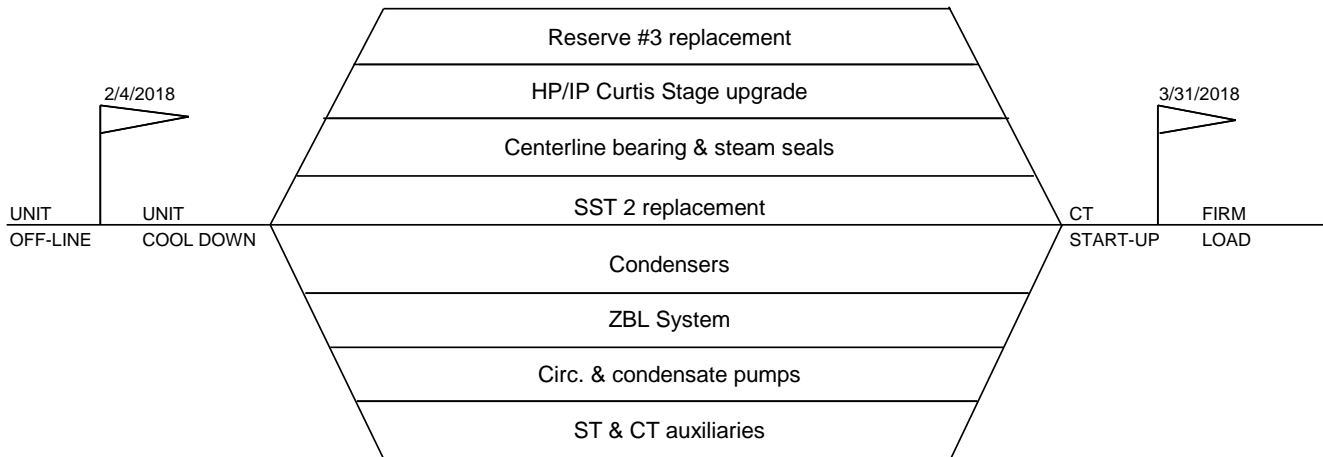 Reserve #3 replacement
HP/IP Curtis Stage upgrade
2/4/2018
3/31/2018
Centerline bearing & steam seals
SST 2 replacement
UNIT
OFF-LINE
UNIT
COOL DOWN
CT
START-UP
FIRM
LOAD
Condensers
ZBL System
Circ. & condensate pumps
ST & CT auxiliaries